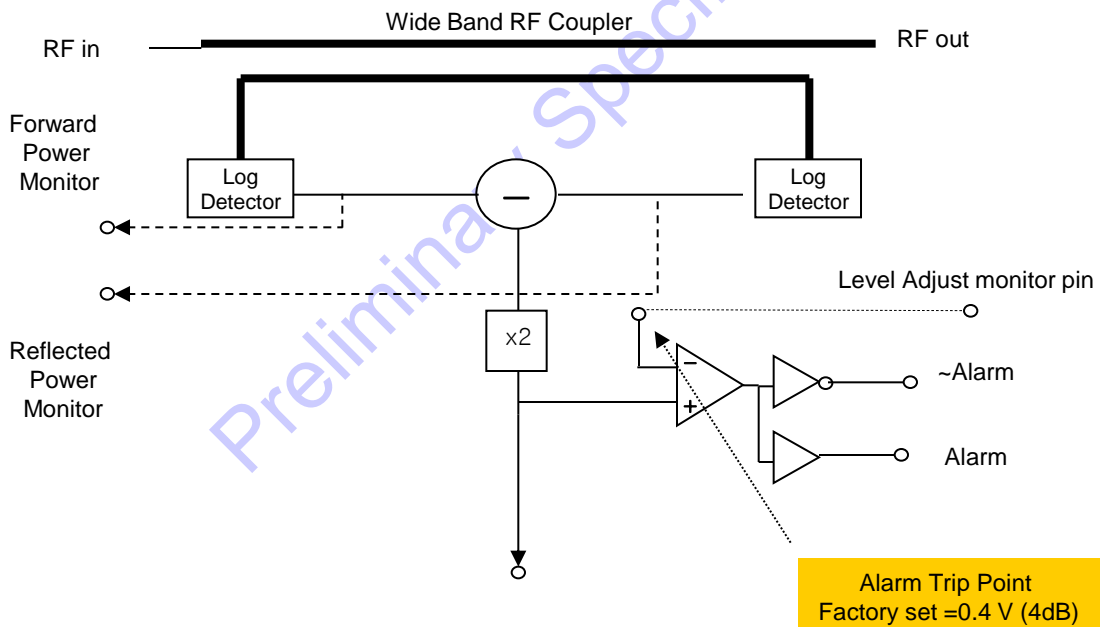 Wide Band RF Coupler
RF in
RF out
Forward
Power
Monitor
Log
Detector
−
Log
Detector
Level Adjust monitor pin
Reflected
Power
Monitor
x2
−
+
~Alarm
Alarm
Alarm Trip Point
Factory set =0.4 V (4dB)
Preliminary Speci